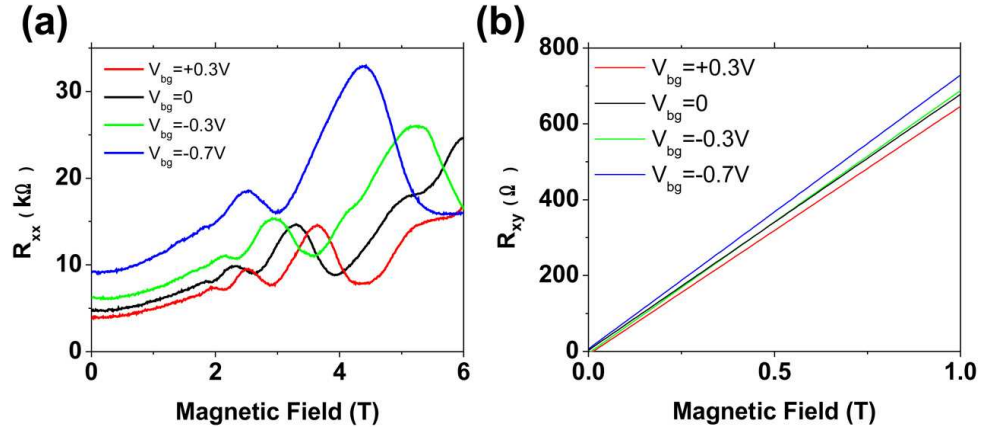 (a)
V_bg=+0.3V
V_bg=0
V_bg=-0.3V
V_bg=-0.7V
R_xx ( kΩ )
30
20
10
0
0 2 4 6
Magnetic Field (T)
(b)
V_bg=+0.3V
V_bg=0
V_bg=-0.3V
V_bg=-0.7V
R_xy ( Ω )
800
600
400
200
0
0.0 0.5 1.0
Magnetic Field (T)